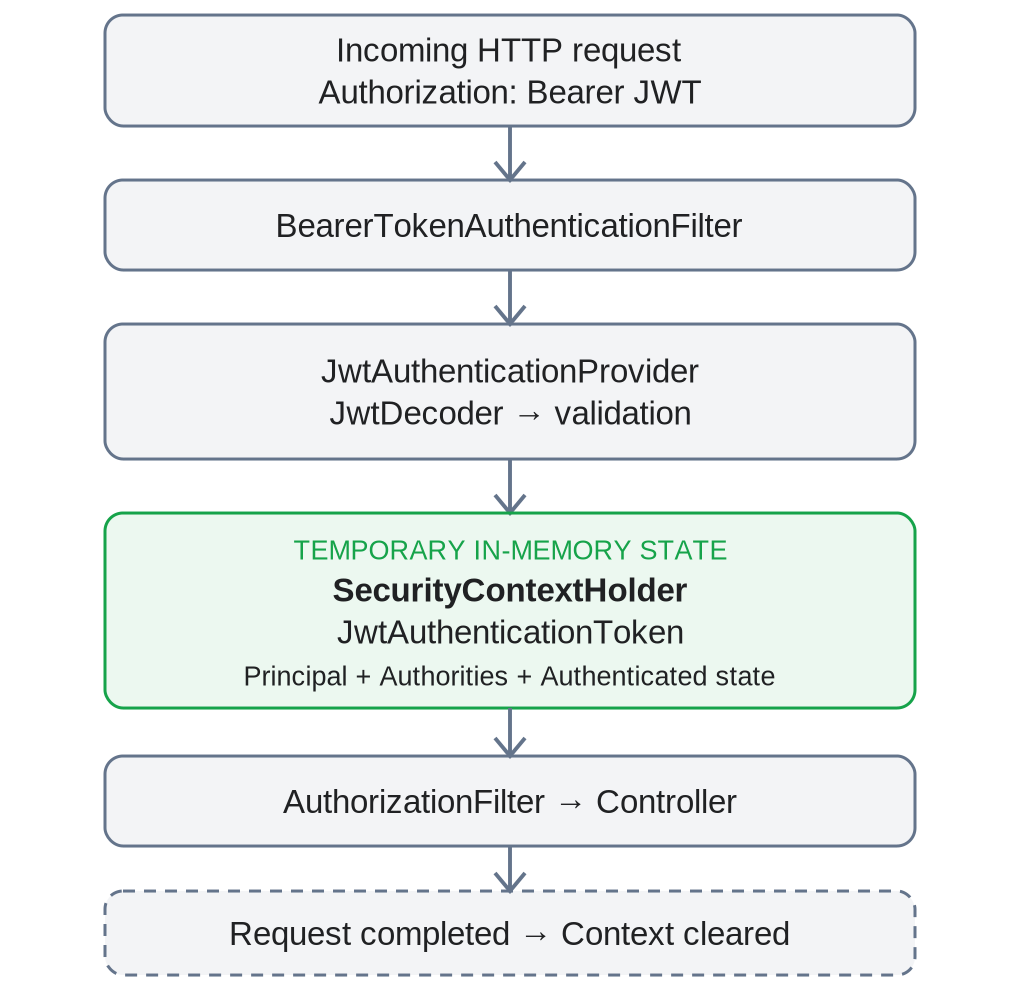 Incoming HTTP request
Authorization: Bearer JWT
BearerTokenAuthenticationFilter
JwtAuthenticationProvider
JwtDecoder → validation
TEMPORARY IN-MEMORY STATE
SecurityContextHolder
JwtAuthenticationToken
Principal + Authorities + Authenticated state
AuthorizationFilter → Controller
Request completed → Context cleared